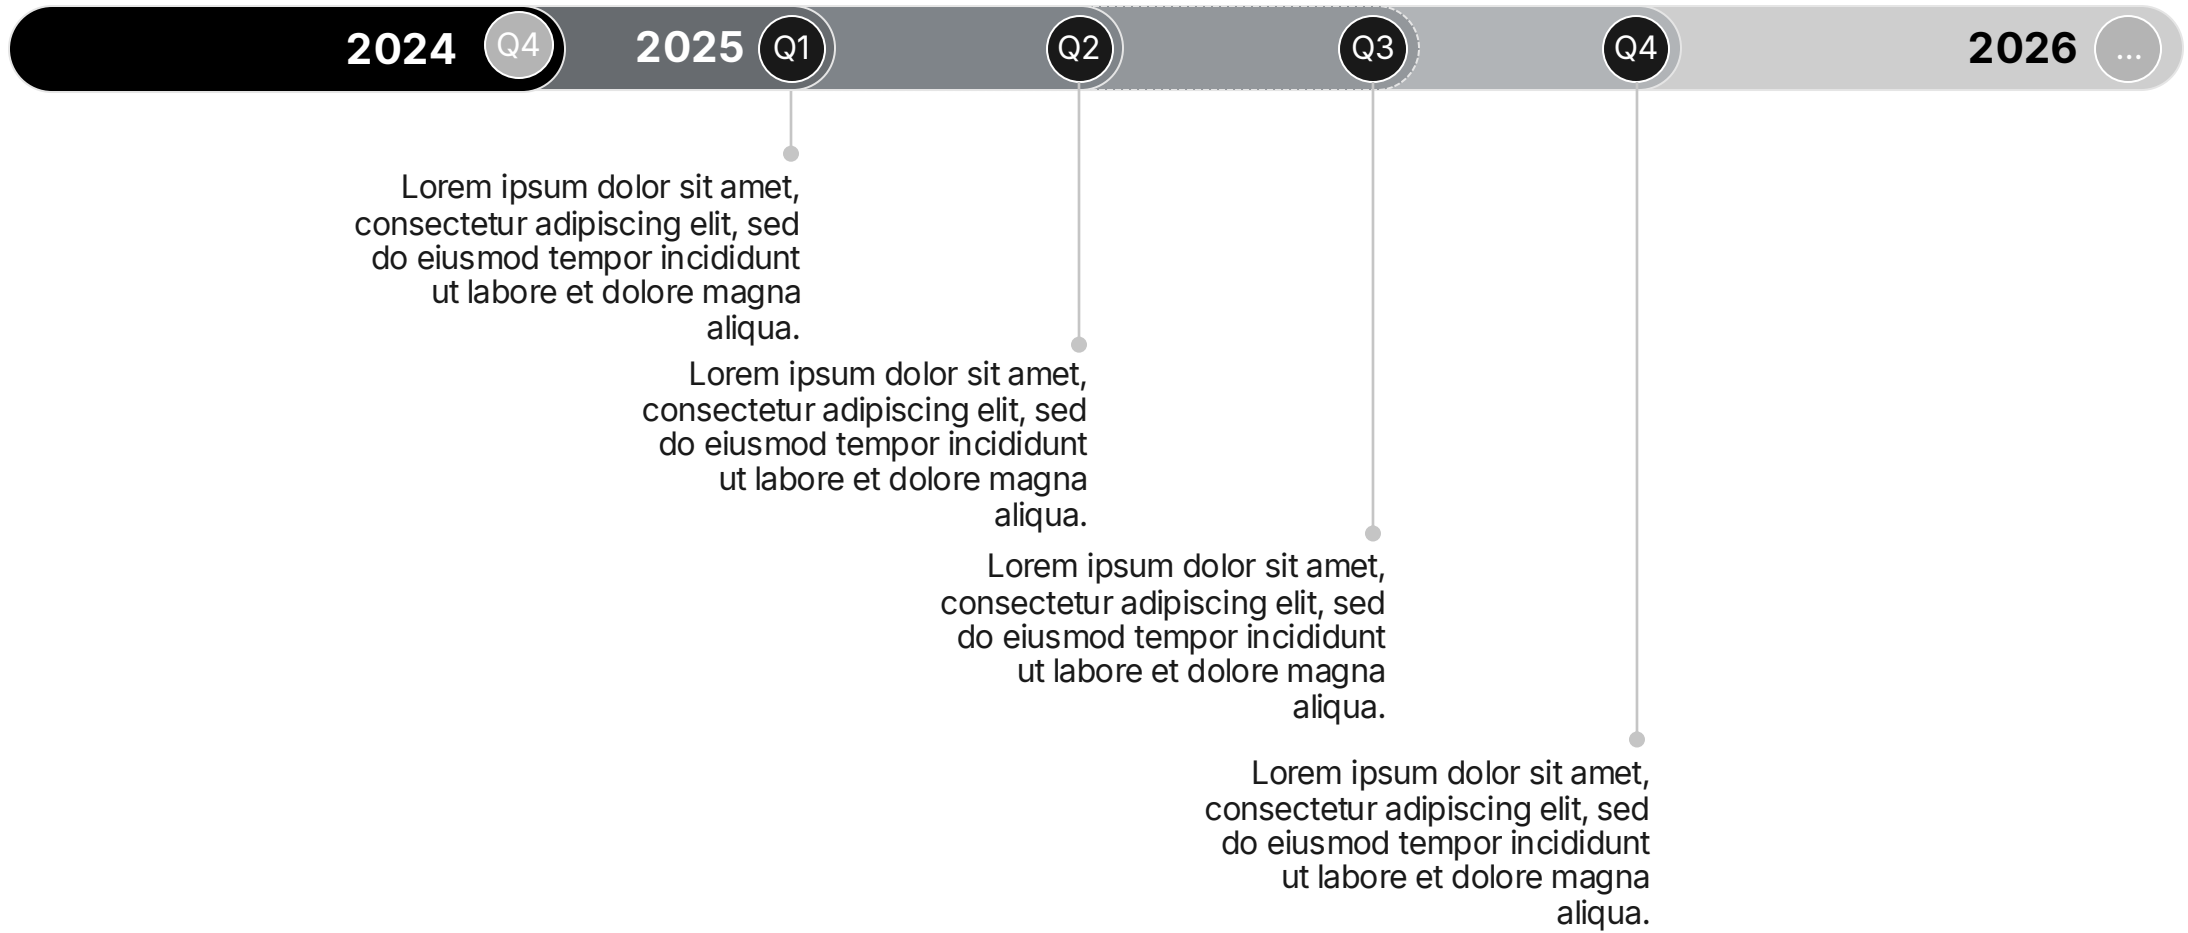 2024 Q4 2025 Q1 Q2 Q3 Q4 2026 ...
Lorem ipsum dolor sit amet,
consectetur adipiscing elit, sed
do eiusmod tempor incididunt
ut labore et dolore magna
aliqua.
Lorem ipsum dolor sit amet,
consectetur adipiscing elit, sed
do eiusmod tempor incididunt
ut labore et dolore magna
aliqua.
Lorem ipsum dolor sit amet,
consectetur adipiscing elit, sed
do eiusmod tempor incididunt
ut labore et dolore magna
aliqua.
Lorem ipsum dolor sit amet,
consectetur adipiscing elit, sed
do eiusmod tempor incididunt
ut labore et dolore magna
aliqua.